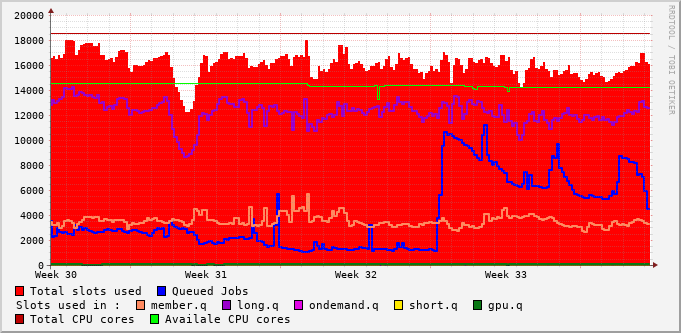 20000
18000
16000
14000
12000
10000
8000
6000
4000
2000
0
Week 30 Week 31 Week 32 Week 33
Total slots used Queued Jobs
Slots used in : member.q long.q ondemand.q short.q gpu.q
Total CPU cores Availale CPU cores
RRDTOOL / TOBI OETIKER